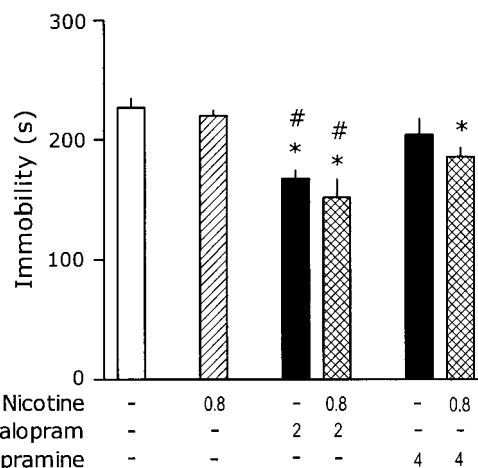 300
# #
200 * * *
Immobility (s)
100
0
Nicotine - 0.8 - 0.8 - 0.8
alopram - - 2 2 - -
pramine - - - - 4 4